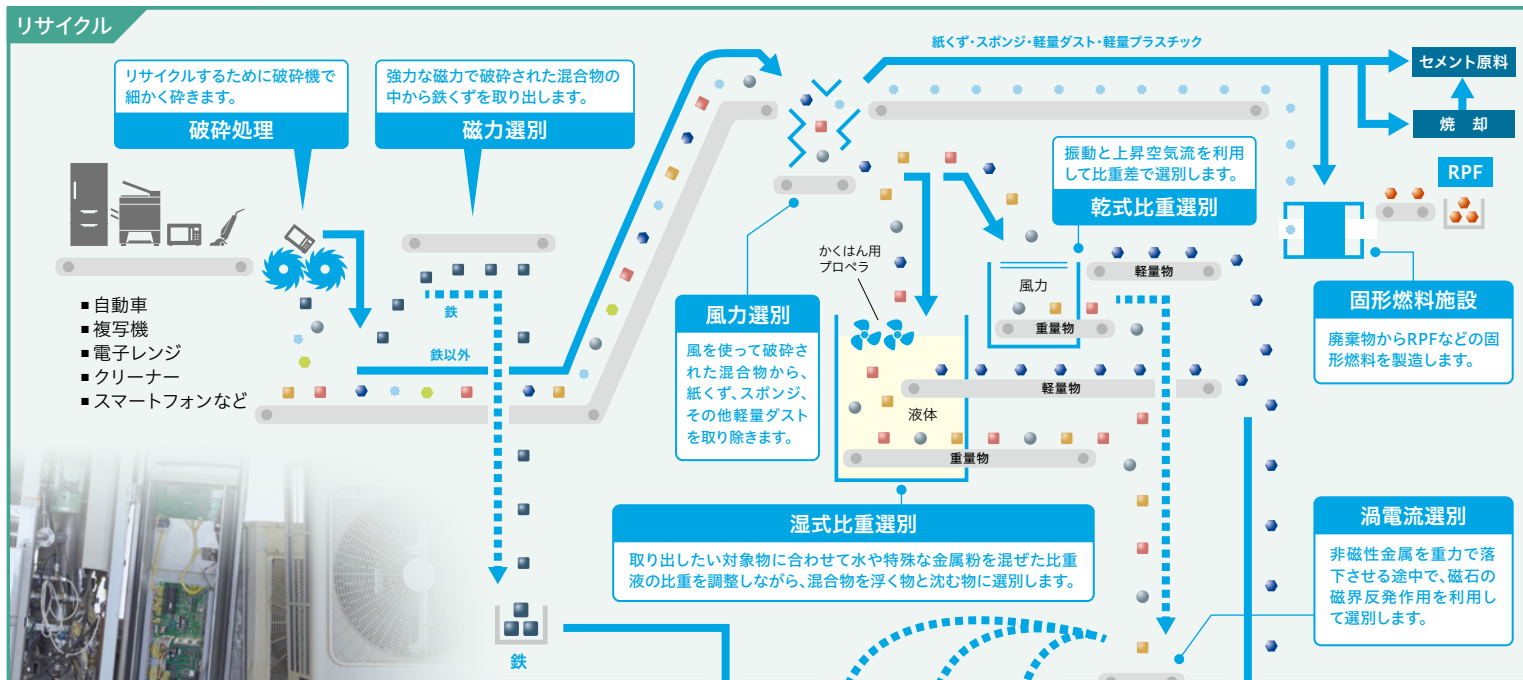 リサイクル
リサイクルするために破砕機で
細かく砕きます。
破砕処理
強力な磁力で破砕された混合物の
中から鉄くずを取り出します。
磁力選別
紙くず・スポンジ・軽量ダスト・軽量プラスチック
セメント原料
焼 却
RPF
振動と上昇空気流を利用
して比重差で選別します。
乾式比重選別
■ 自動車
■ 複写機
■ 電子レンジ
■ クリーナー
■ スマートフォンなど
鉄
鉄以外
かくはん用
プロペラ
風力
軽量物
重量物
風力選別
風を使って破砕さ
れた混合物から、
紙くず、スポンジ、
その他軽量ダスト
を取り除きます。
軽量物
液体
重量物
固形燃料施設
廃棄物からRPFなどの固
形燃料を製造します。
湿式比重選別
取り出したい対象物に合わせて水や特殊な金属粉を混ぜた比重
液の比重を調整しながら、混合物を浮く物と沈む物に選別します。
渦電流選別
非磁性金属を重力で落
下させる途中で、磁石の
磁界反発作用を利用し
て選別します。
鉄